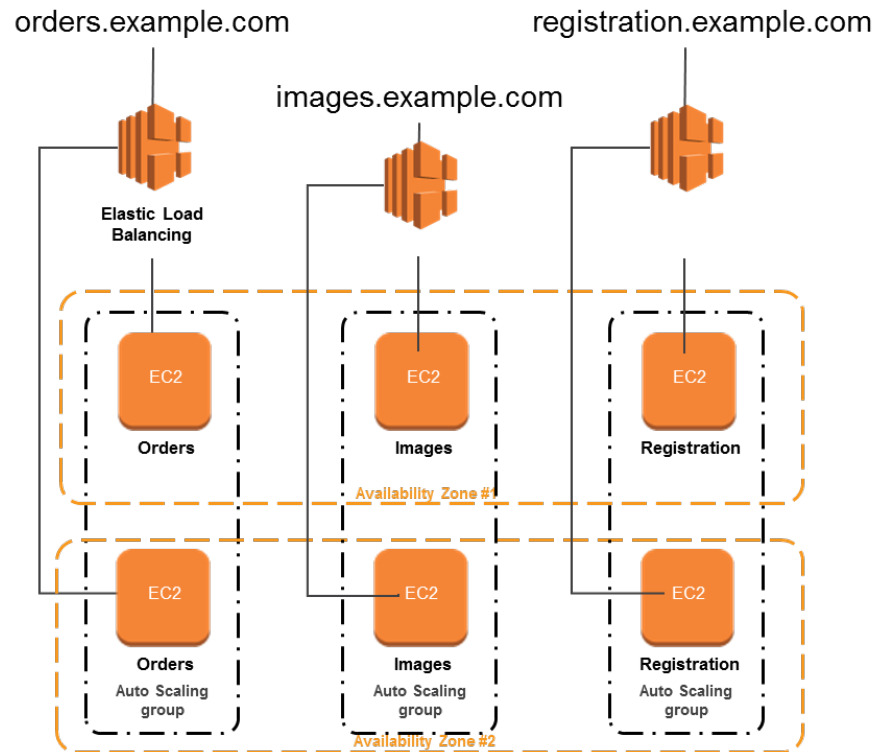 orders.example.com
registration.example.com
images.example.com
Elastic Load
Balancing
EC2
EC2
EC2
Orders
Images
Registration
Availability Zone #1
EC2
EC2
EC2
Orders
Images
Registration
Auto Scaling
group
Auto Scaling
group
Auto Scaling
group
Availability Zone #2